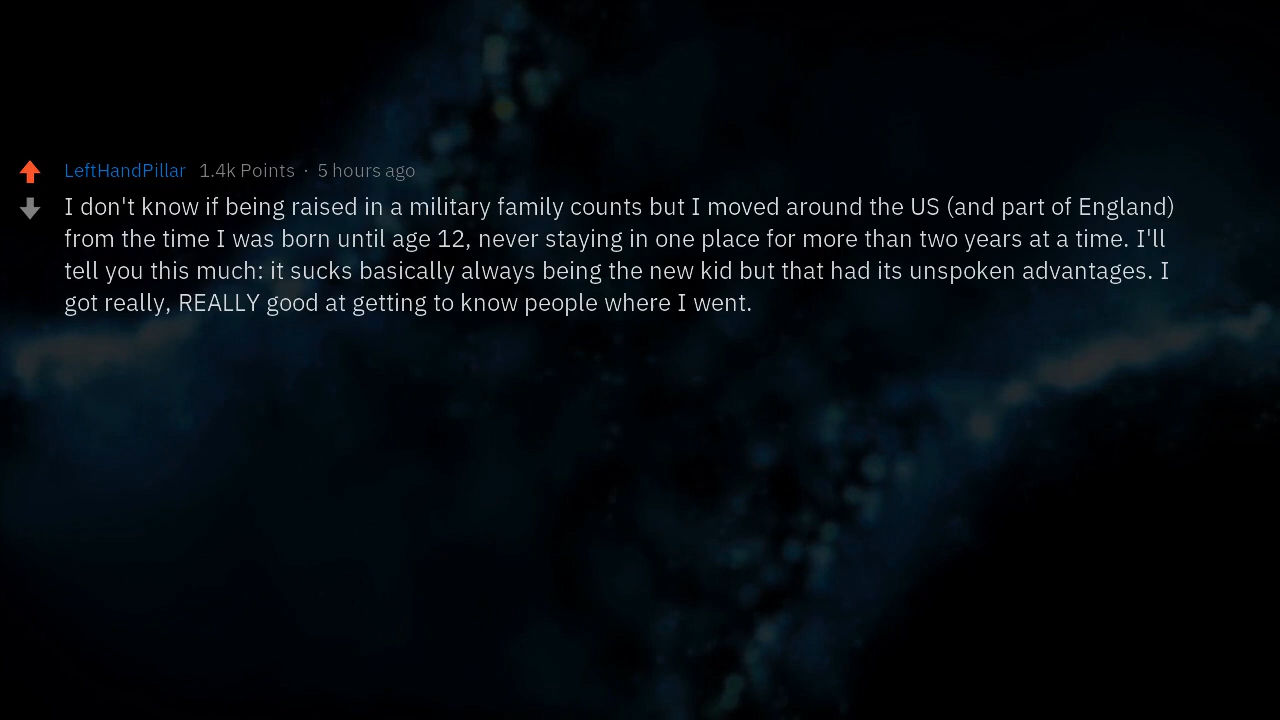 LeftHandPillar 1.4k Points · 5 hours ago
I don't know if being raised in a military family counts but I moved around the US (and part of England)
from the time I was born until age 12, never staying in one place for more than two years at a time. I'll
tell you this much: it sucks basically always being the new kid but that had its unspoken advantages. I
got really, REALLY good at getting to know people where I went.